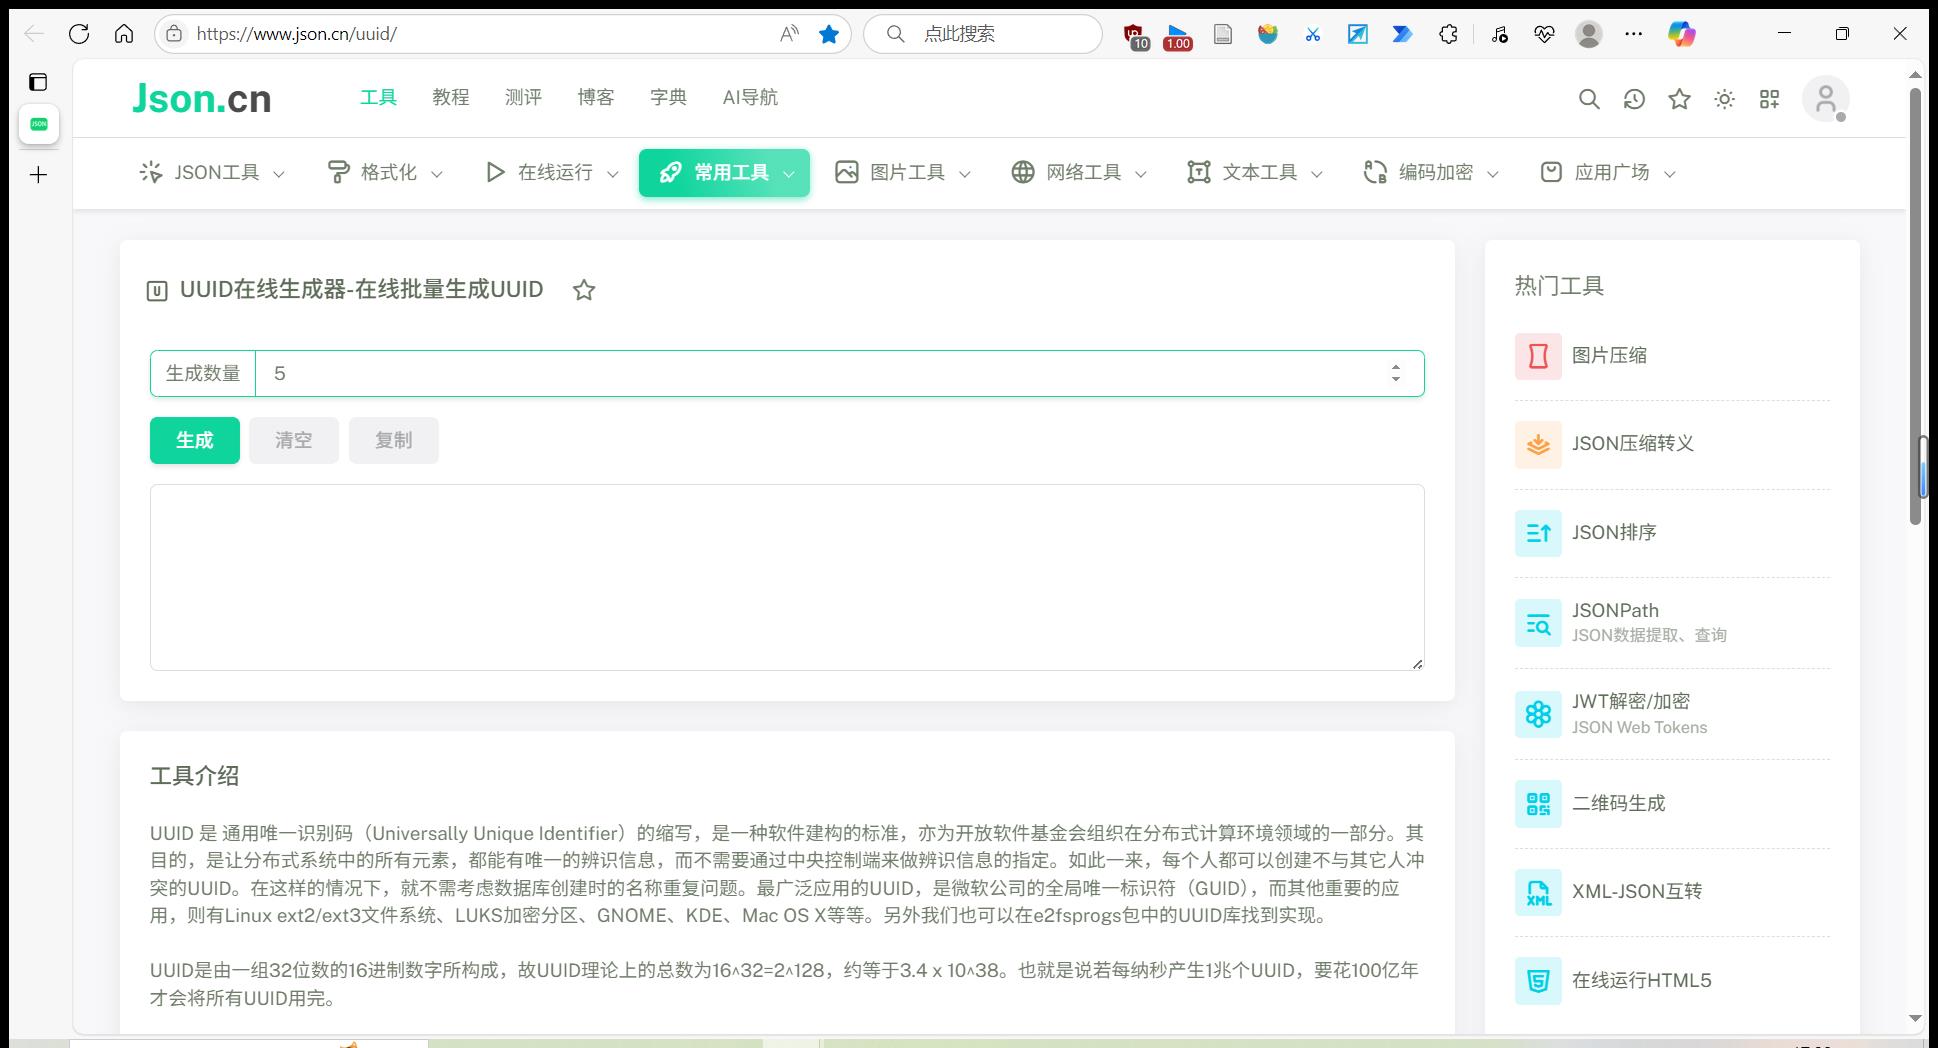 https://www.json.cn/uuid/
点此搜索
10
1.00
Json.cn
工具
教程
测评
博客
字典
AI导航
JSON工具
格式化
在线运行
常用工具
图片工具
网络工具
文本工具
编码加密
应用广场
UUID在线生成器-在线批量生成UUID
生成数量
5
生成
清空
复制
工具介绍
UUID 是 通用唯一识别码（Universally Unique Identifier）的缩写，是一种软件建构的标准，亦为开放软件基金会组织在分布式计算环境领域的一部分。其
目的，是让分布式系统中的所有元素，都能有唯一的辨识信息，而不需要通过中央控制端来做辨识信息的指定。如此一来，每个人都可以创建不与其它人冲
突的UUID。在这样的情况下，就不需考虑数据库创建时的名称重复问题。最广泛应用的UUID，是微软公司的全局唯一标识符（GUID），而其他重要的应
用，则有Linux ext2/ext3文件系统、LUKS加密分区、GNOME、KDE、Mac OS X等等。另外我们也可以在e2fsprogs包中的UUID库找到实现。
UUID是由一组32位数的16进制数字所构成，故UUID理论上的总数为16^32=2^128，约等于3.4 x 10^38。也就是说若每纳秒产生1兆个UUID，要花100亿年
才会将所有UUID用完。
热门工具
图片压缩
JSON压缩转义
JSON排序
JSONPath
JSON数据提取、查询
JWT解密/加密
JSON Web Tokens
二维码生成
XML
XML-JSON互转
在线运行HTML5